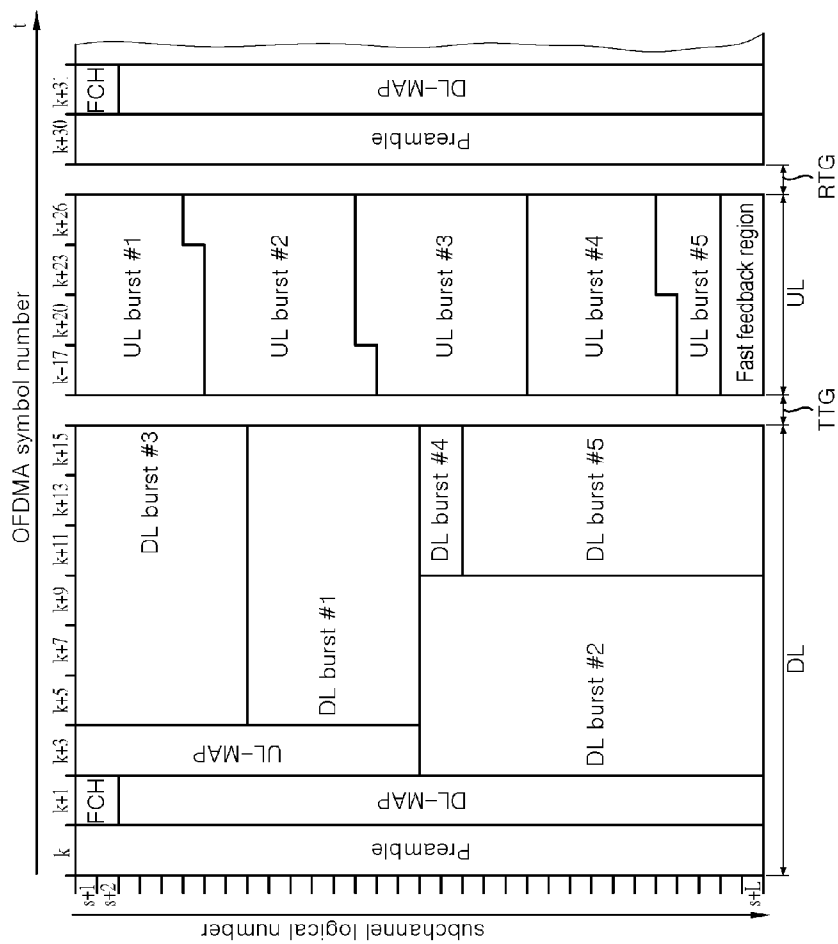 OFDMA symbol number
t
k
k+1
k+3
k+5
k+7
k+9
k+11
k+13
k+15
k-17
k+20
k+23
k+26
k+30
k+3
subchannel logical number
s+1
s+2
s+L
Preamble
FCH
DL-MAP
UL-MAP
DL burst #3
DL burst #1
DL burst #2
DL burst #4
DL burst #5
UL burst #1
UL burst #2
UL burst #3
UL burst #4
UL burst #5
Fast feedback region
Preamble
FCH
DL-MAP
DL
TTG
UL
RTG